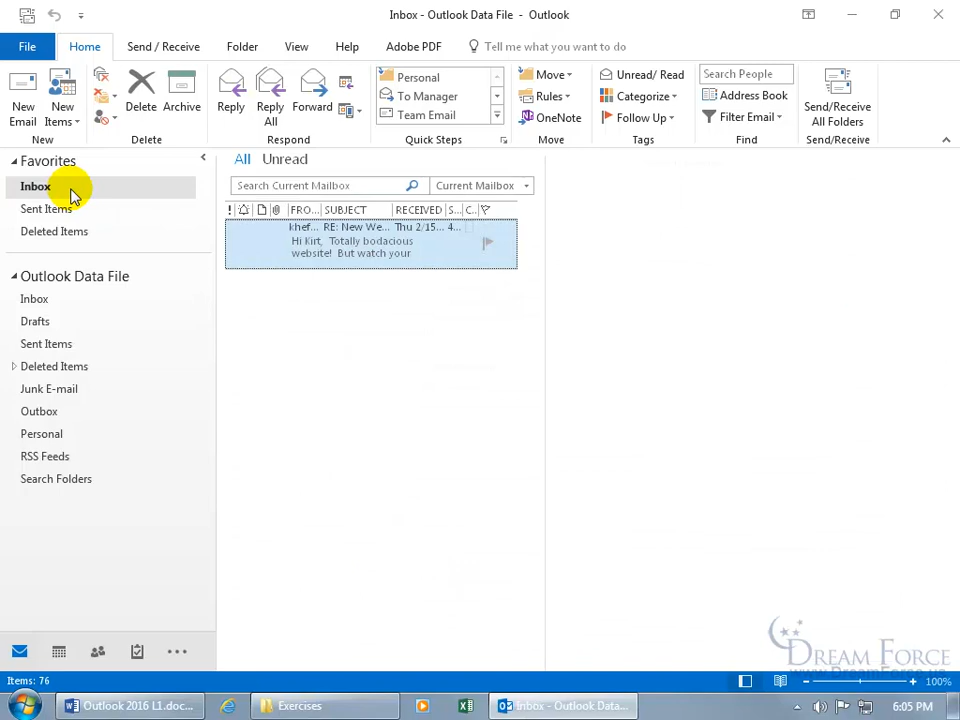 Inbox - Outlook Data File - Outlook
File Home Send / Receive Folder View Help Adobe PDF Tell me what you want to do
New Email
New Items
New
Delete
Archive
Delete
Reply
Reply All
Forward
Respond
Personal
To Manager
Team Email
Quick Steps
Move
Rules
OneNote
Move
Unread/ Read
Categorize
Follow Up
Tags
Search People
Address Book
Filter Email
Find
Send/Receive All Folders
Send/Receive
Favorites
Inbox
Sent Items
Deleted Items
Outlook Data File
Inbox
Drafts
Sent Items
Deleted Items
Junk E-mail
Outbox
Personal
RSS Feeds
Search Folders
All Unread
Search Current Mailbox Current Mailbox
! FRO... SUBJECT RECEIVED S... C..
khef... RE: New We... Thu 2/15... 4...
Hi Kirt, Totally bodacious
website! But watch your
DREAM FORCE
www.DreamForce.us
Items: 76
100%
Outlook 2016 L1.doc...
Exercises
Inbox - Outlook Data...
6:05 PM